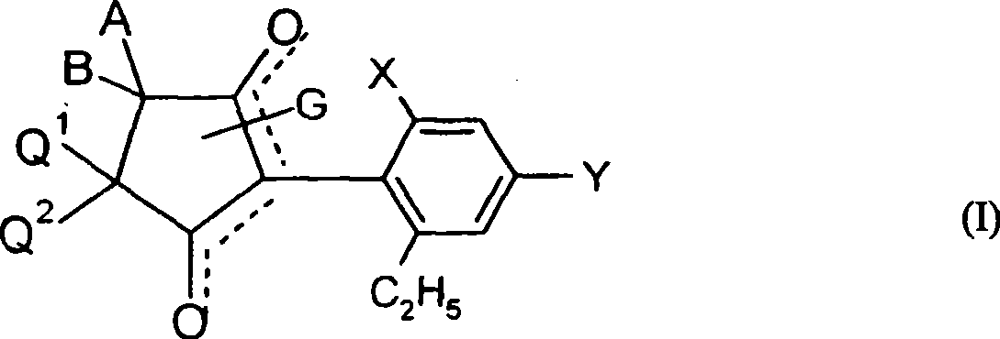 A
O
B
X
G
Q¹
Y
(I)
Q²
C₂H₅
O